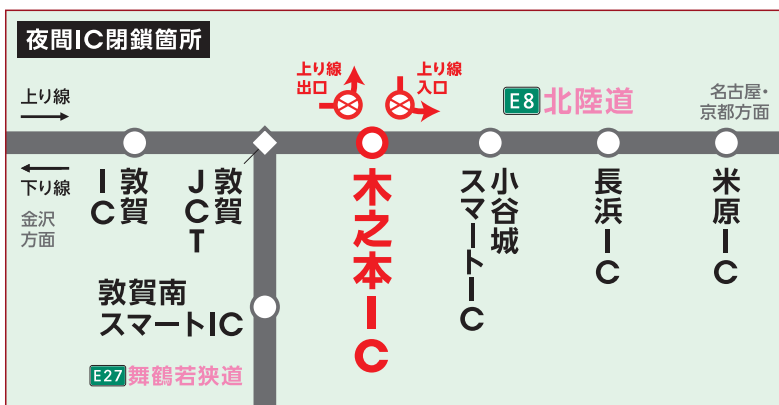 夜間IC閉鎖箇所
上り線
出口
上り線
入口
E8 北陸道
名古屋・
京都方面
上り線
下り線
金沢
方面
敦賀
IC
敦賀
JCT
木之本IC
小谷城
スマートIC
長浜IC
米原IC
敦賀南
スマートIC
E27 舞鶴若狭道